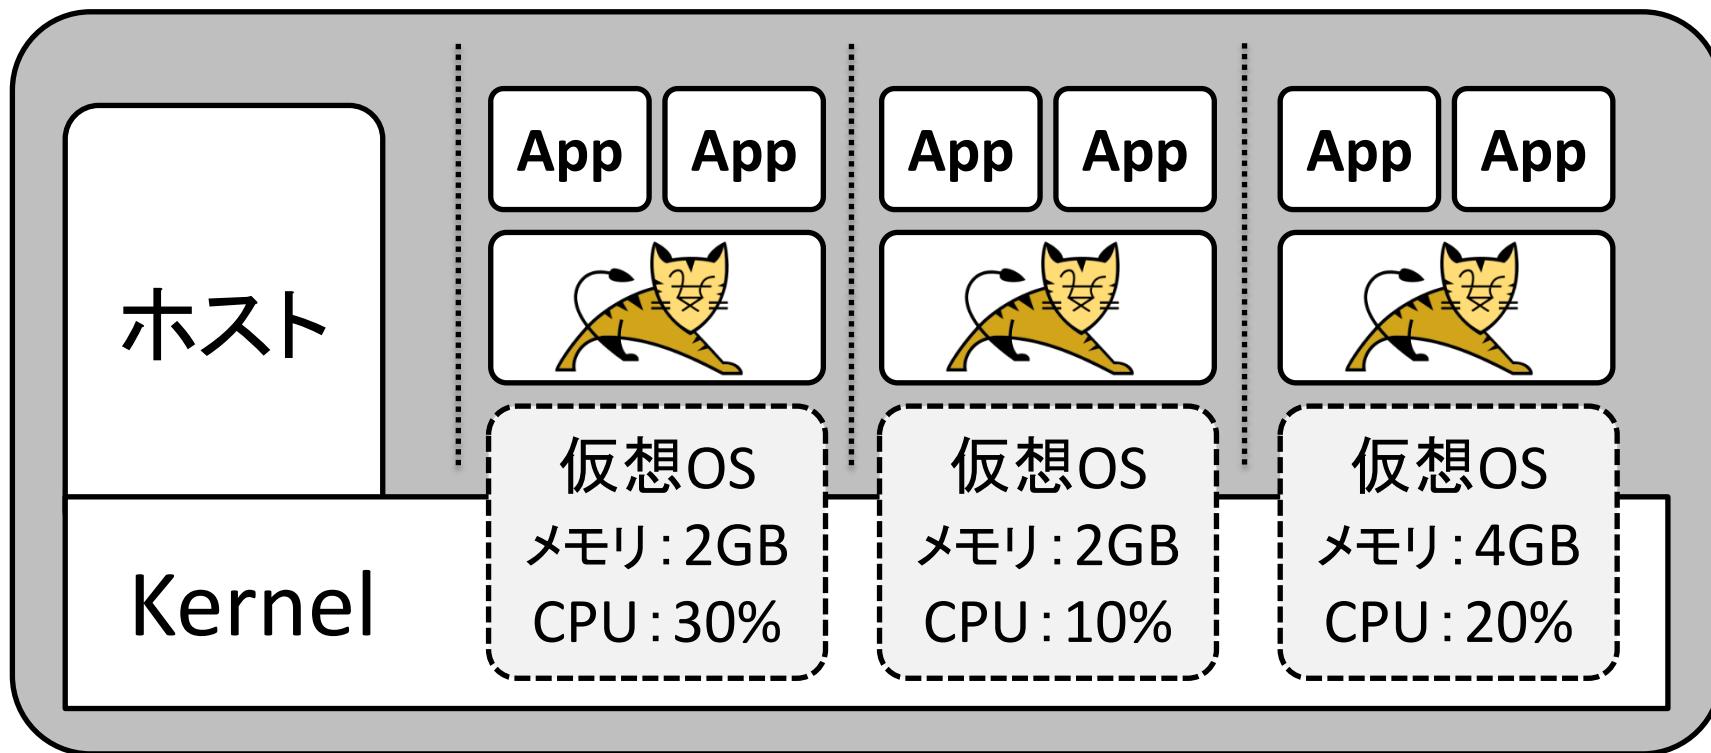 App App App App App App
ホスト
仮想OS
メモリ：2GB
CPU：30%
仮想OS
メモリ：2GB
CPU：10%
仮想OS
メモリ：4GB
CPU：20%
Kernel